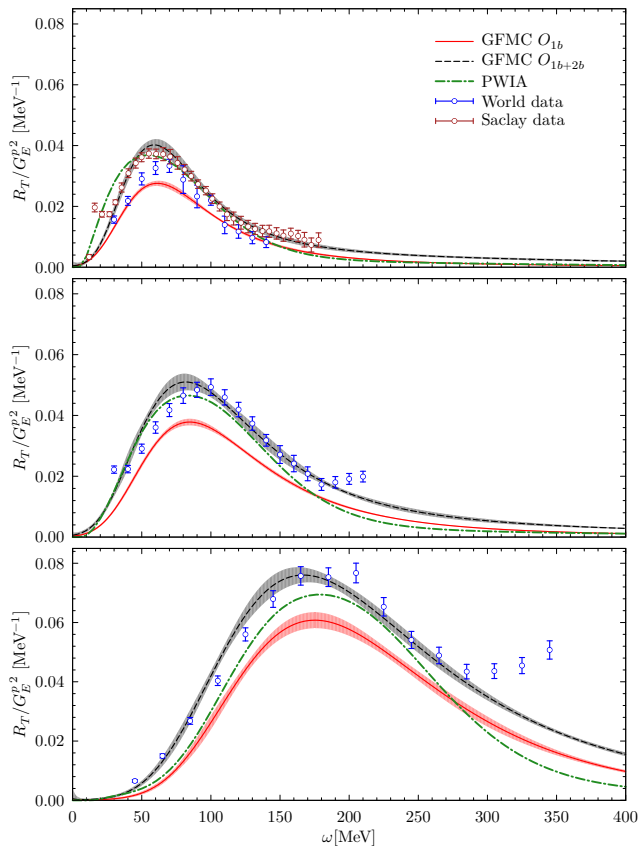 GFMC O_{1b}
GFMC O_{1b+2b}
PWIA
World data
Saclay data
R_T/G_E^{p 2} [MeV^{-1}]
0.08
0.06
0.04
0.02
0.00
R_T/G_E^{p 2} [MeV^{-1}]
0.08
0.06
0.04
0.02
0.00
R_T/G_E^{p 2} [MeV^{-1}]
0.08
0.06
0.04
0.02
0.00
0 50 100 150 200 250 300 350 400
ω[MeV]